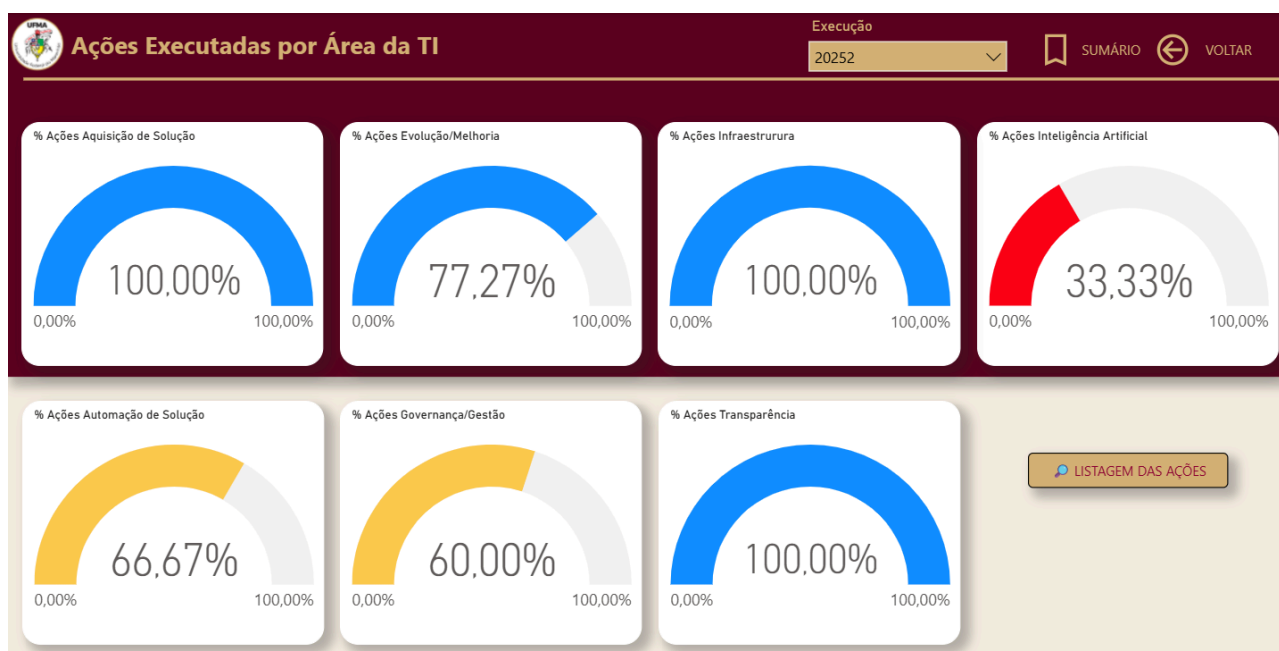 UFMA
Ações Executadas por Área da TI
Execução
20252
SUMÁRIO
VOLTAR
% Ações Aquisição de Solução
100,00%
0,00%
100,00%
% Ações Evolução/Melhoria
77,27%
0,00%
100,00%
% Ações Infraestrurura
100,00%
0,00%
100,00%
% Ações Inteligência Artificial
33,33%
0,00%
100,00%
% Ações Automação de Solução
66,67%
0,00%
100,00%
% Ações Governança/Gestão
60,00%
0,00%
100,00%
% Ações Transparência
100,00%
0,00%
100,00%
LISTAGEM DAS AÇÕES